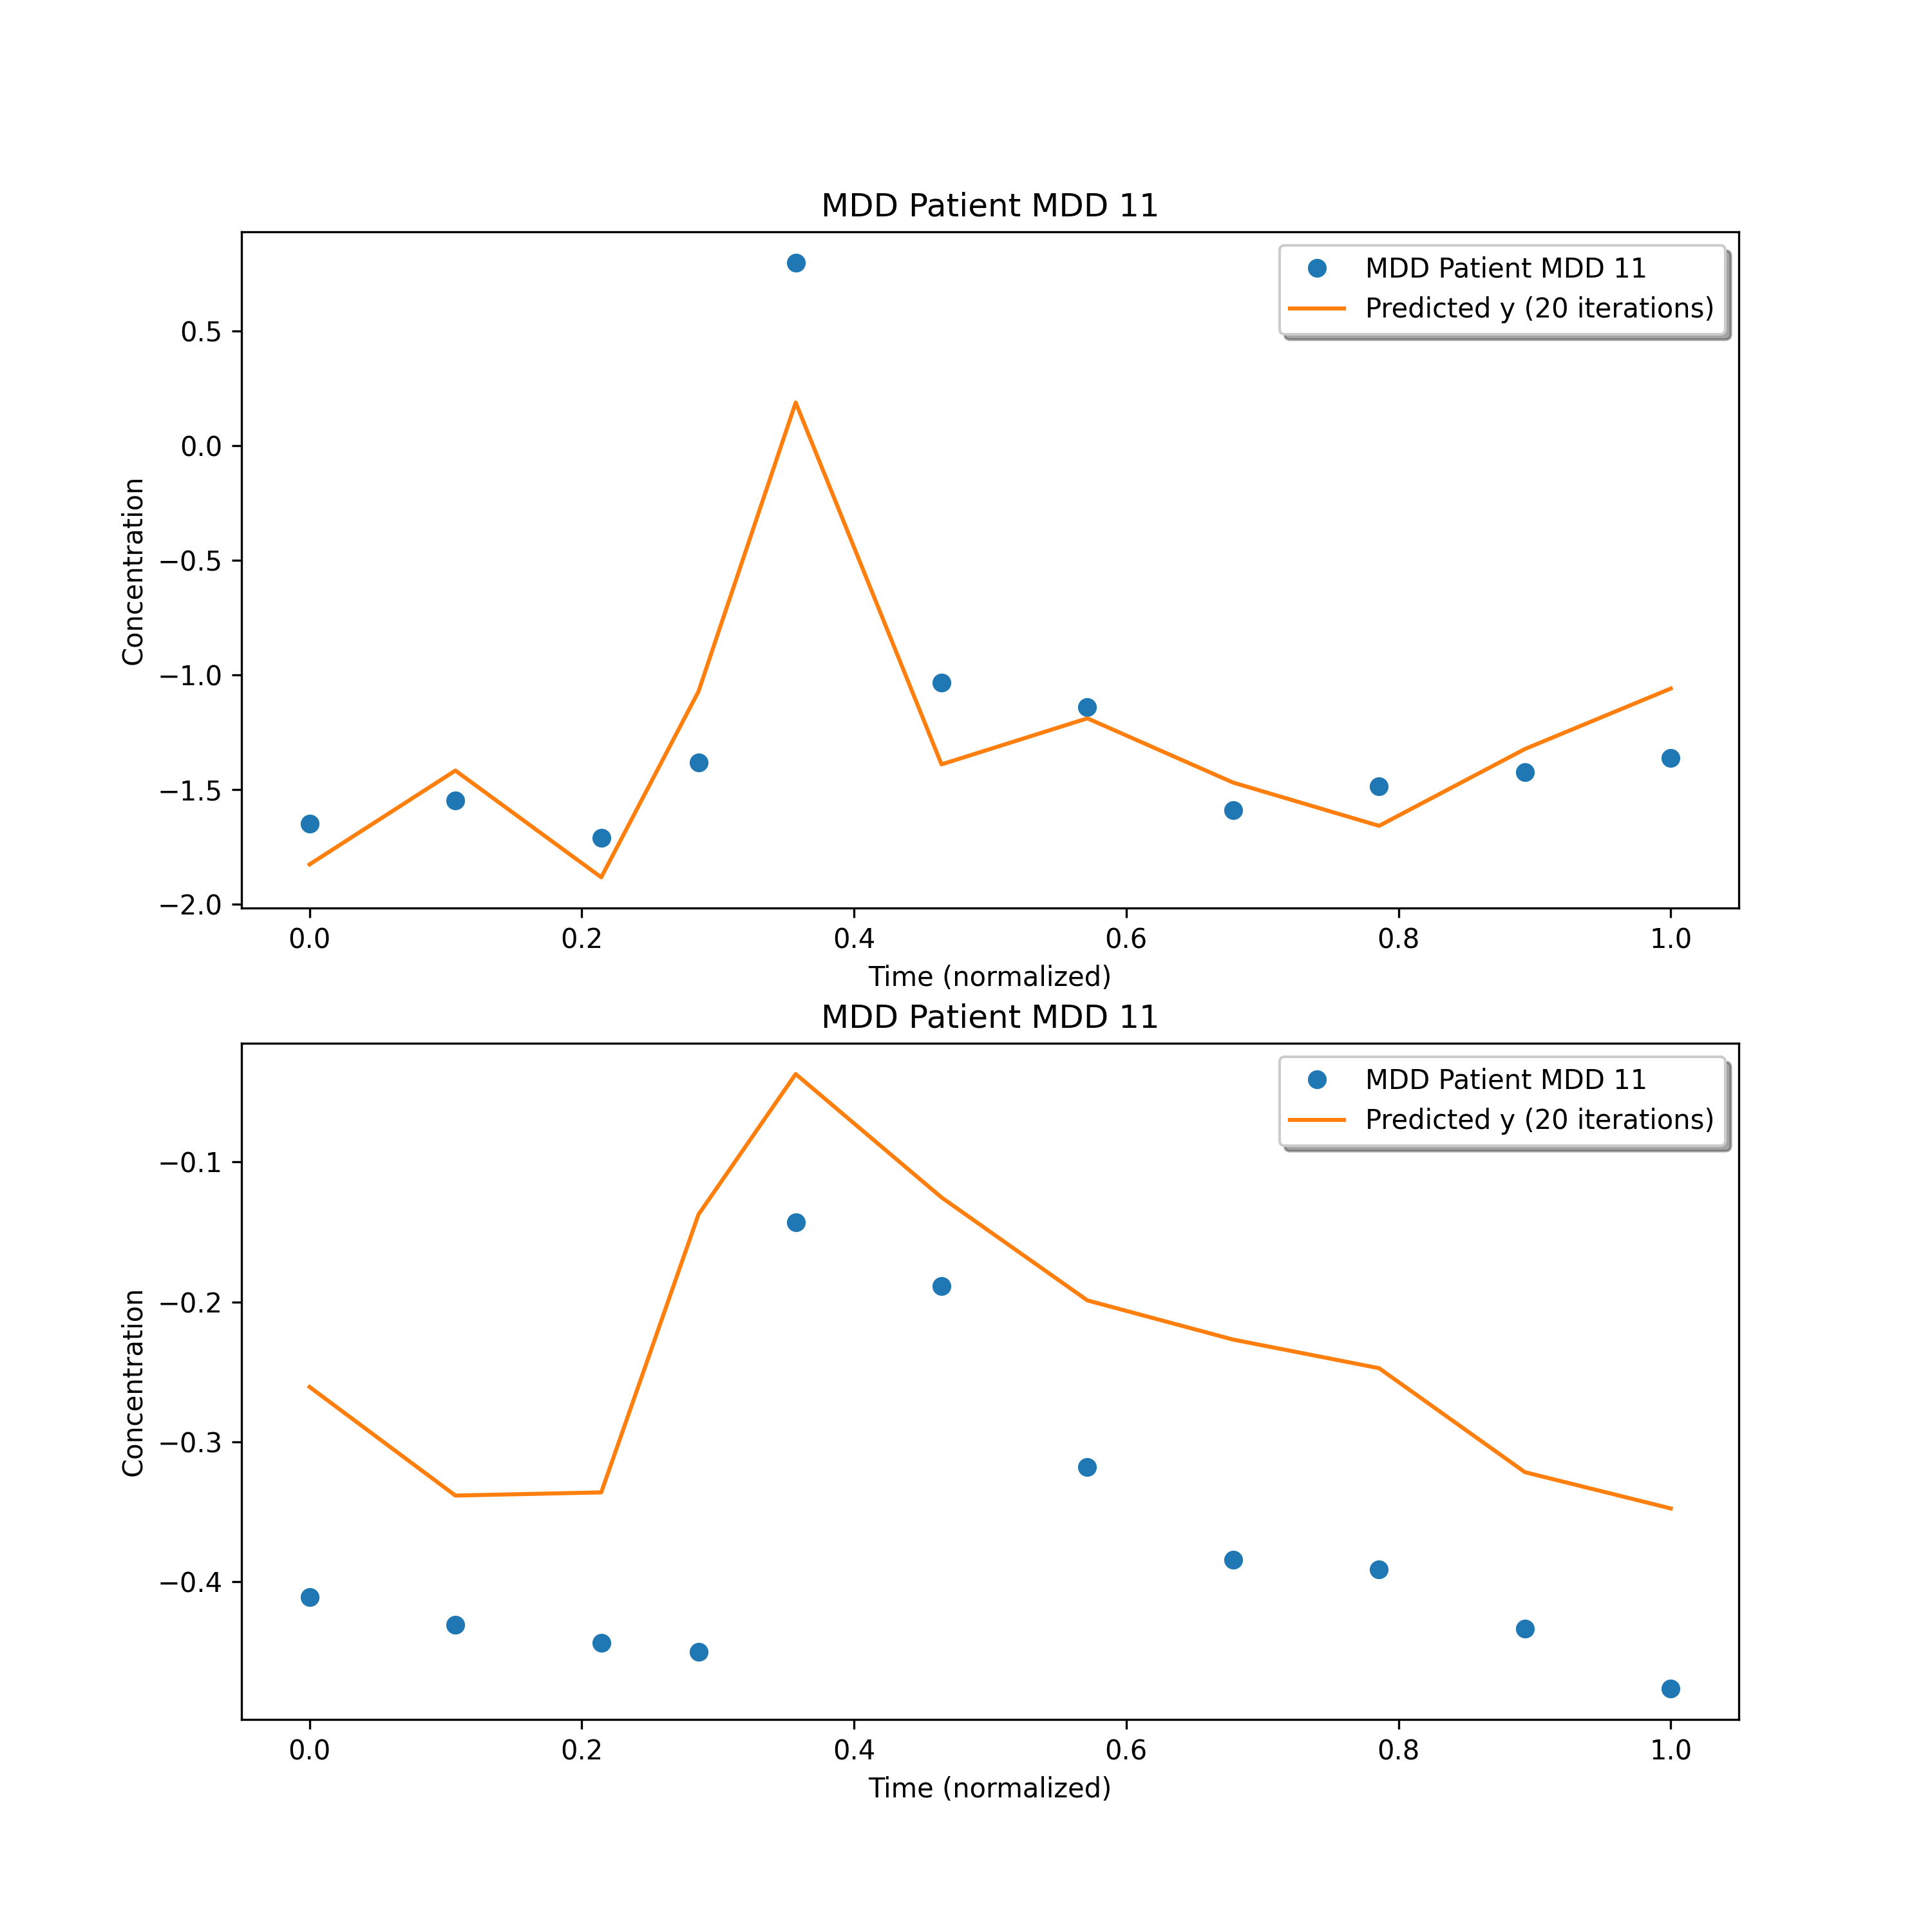 MDD Patient MDD 11
MDD Patient MDD 11
Predicted y (20 iterations)
0.5
0.0
−0.5
−1.0
−1.5
−2.0
Concentration
0.0 0.2 0.4 0.6 0.8 1.0
Time (normalized)
MDD Patient MDD 11
MDD Patient MDD 11
Predicted y (20 iterations)
−0.1
−0.2
−0.3
−0.4
Concentration
0.0 0.2 0.4 0.6 0.8 1.0
Time (normalized)